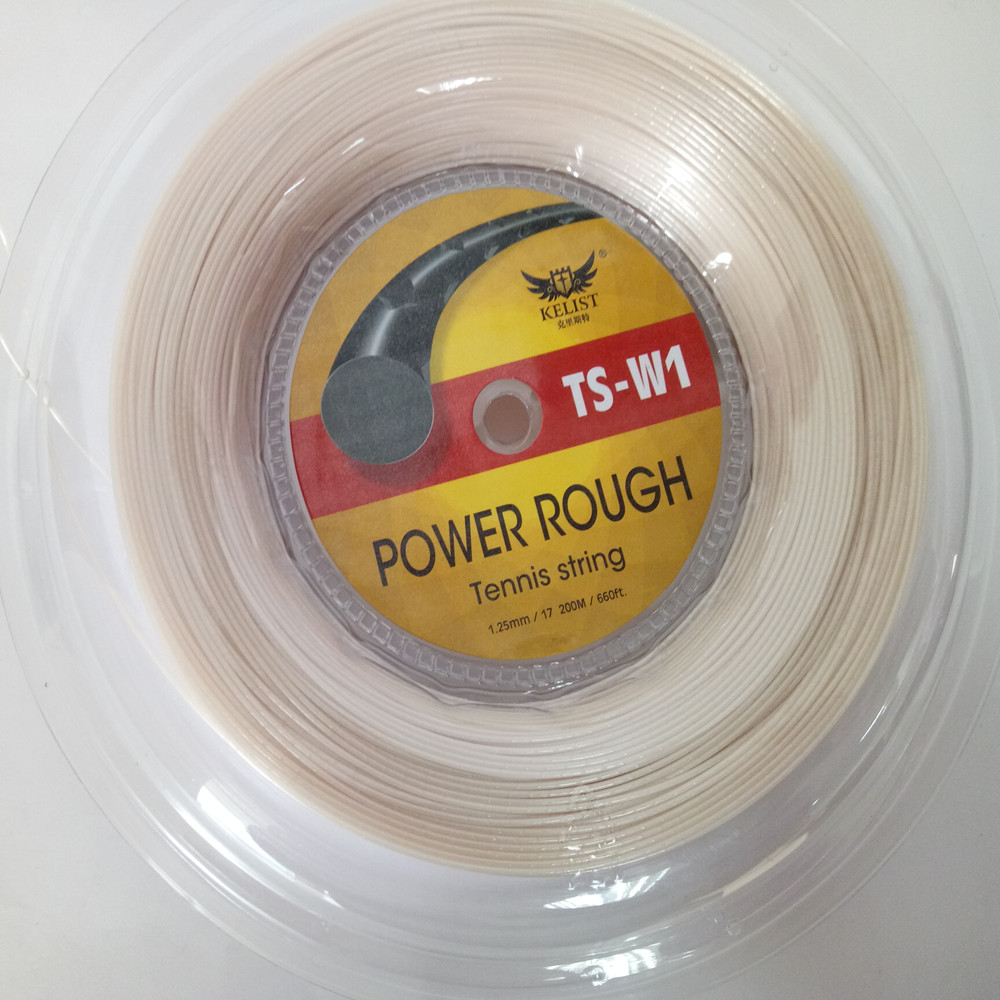 ®
KELIST
克里斯特
TS-W1
POWER ROUGH
Tennis string
1.25mm / 17 200M / 660ft.